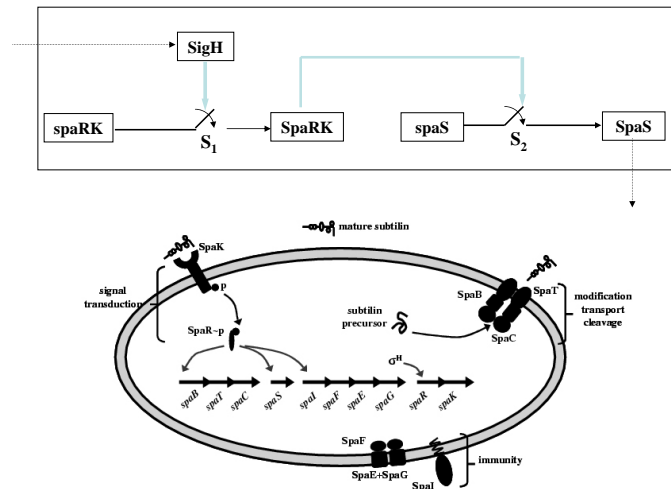 SigH
spaRK
S1
SpaRK
spaS
S2
SpaS
mature subtilin
SpaK
signal
transduction
p
SpaR~p
subtilin
precursor
SpaB
SpaT
SpaC
modification
transport
cleavage
σH
spaB
spaT
spaC
spaS
spaI
spaF
spaE
spaG
spaR
spaK
SpaF
SpaE+SpaG
SpaI
immunity